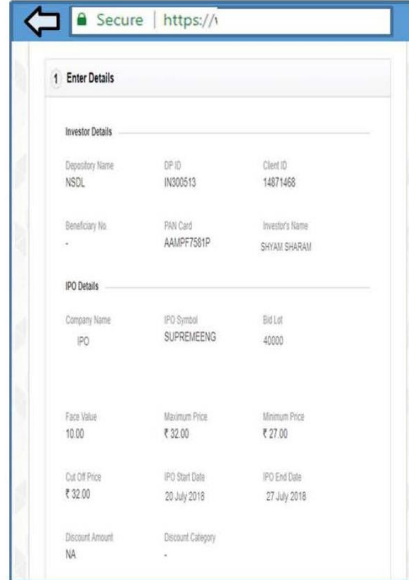 Secure | https://
1 Enter Details
Investor Details
Depository Name DP ID Client ID
NSDL IN300513 14871468
Beneficiary No PAN Card Investor's Name
- AAMPF7581P SHYAM SHARAM
IPO Details
Company Name IPO Symbol Bid Lot
IPO SUPREMEENG 40000
Face Value Maximum Price Minimum Price
10.00 ₹ 32.00 ₹ 27.00
Cut Off Price IPO Start Date IPO End Date
₹ 32.00 20 July 2018 27 July 2018
Discount Amount Discount Category
NA -